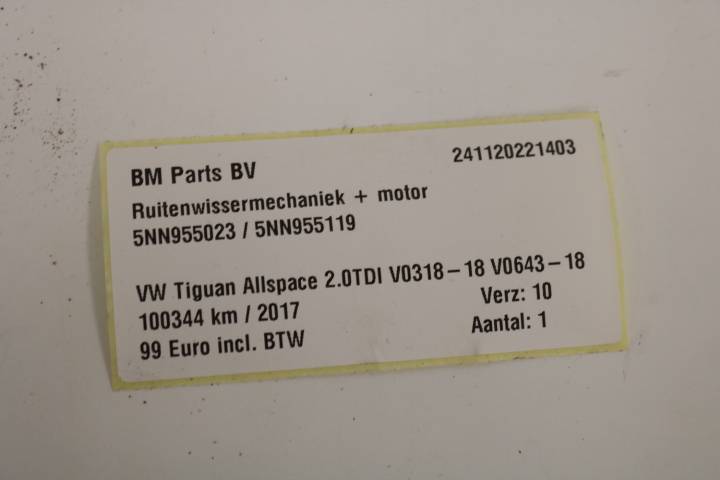 BM Parts BV 241120221403
Ruitenwissermechaniek + motor
5NN955023 / 5NN955119
VW Tiguan Allspace 2.0TDI V0318-18 V0643-18
100344 km / 2017 Verz: 10
99 Euro incl. BTW Aantal: 1